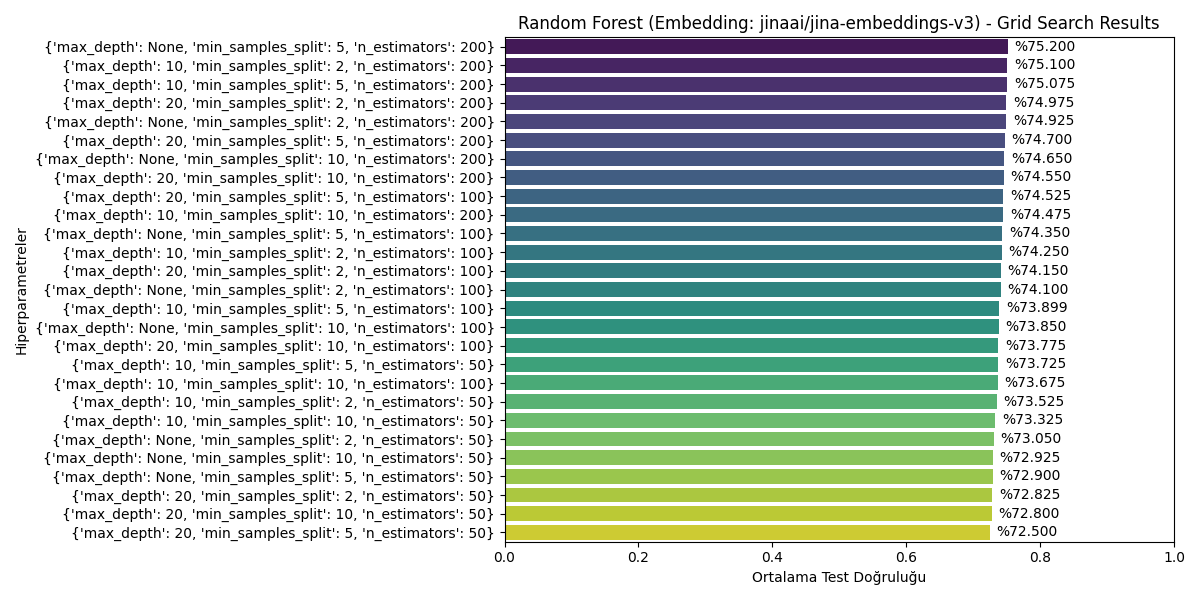 Random Forest (Embedding: jinaai/jina-embeddings-v3) - Grid Search Results
Hiperparametreler
{'max_depth': None, 'min_samples_split': 5, 'n_estimators': 200} %75.200
{'max_depth': 10, 'min_samples_split': 2, 'n_estimators': 200} %75.100
{'max_depth': 10, 'min_samples_split': 5, 'n_estimators': 200} %75.075
{'max_depth': 20, 'min_samples_split': 2, 'n_estimators': 200} %74.975
{'max_depth': None, 'min_samples_split': 2, 'n_estimators': 200} %74.925
{'max_depth': 20, 'min_samples_split': 5, 'n_estimators': 200} %74.700
{'max_depth': None, 'min_samples_split': 10, 'n_estimators': 200} %74.650
{'max_depth': 20, 'min_samples_split': 10, 'n_estimators': 200} %74.550
{'max_depth': 20, 'min_samples_split': 5, 'n_estimators': 100} %74.525
{'max_depth': 10, 'min_samples_split': 10, 'n_estimators': 200} %74.475
{'max_depth': None, 'min_samples_split': 5, 'n_estimators': 100} %74.350
{'max_depth': 10, 'min_samples_split': 2, 'n_estimators': 100} %74.250
{'max_depth': 20, 'min_samples_split': 2, 'n_estimators': 100} %74.150
{'max_depth': None, 'min_samples_split': 2, 'n_estimators': 100} %74.100
{'max_depth': 10, 'min_samples_split': 5, 'n_estimators': 100} %73.899
{'max_depth': None, 'min_samples_split': 10, 'n_estimators': 100} %73.850
{'max_depth': 20, 'min_samples_split': 10, 'n_estimators': 100} %73.775
{'max_depth': 10, 'min_samples_split': 5, 'n_estimators': 50} %73.725
{'max_depth': 10, 'min_samples_split': 10, 'n_estimators': 100} %73.675
{'max_depth': 10, 'min_samples_split': 2, 'n_estimators': 50} %73.525
{'max_depth': 10, 'min_samples_split': 10, 'n_estimators': 50} %73.325
{'max_depth': None, 'min_samples_split': 2, 'n_estimators': 50} %73.050
{'max_depth': None, 'min_samples_split': 10, 'n_estimators': 50} %72.925
{'max_depth': None, 'min_samples_split': 5, 'n_estimators': 50} %72.900
{'max_depth': 20, 'min_samples_split': 2, 'n_estimators': 50} %72.825
{'max_depth': 20, 'min_samples_split': 10, 'n_estimators': 50} %72.800
{'max_depth': 20, 'min_samples_split': 5, 'n_estimators': 50} %72.500
0.0 0.2 0.4 0.6 0.8 1.0
Ortalama Test Doğruluğu